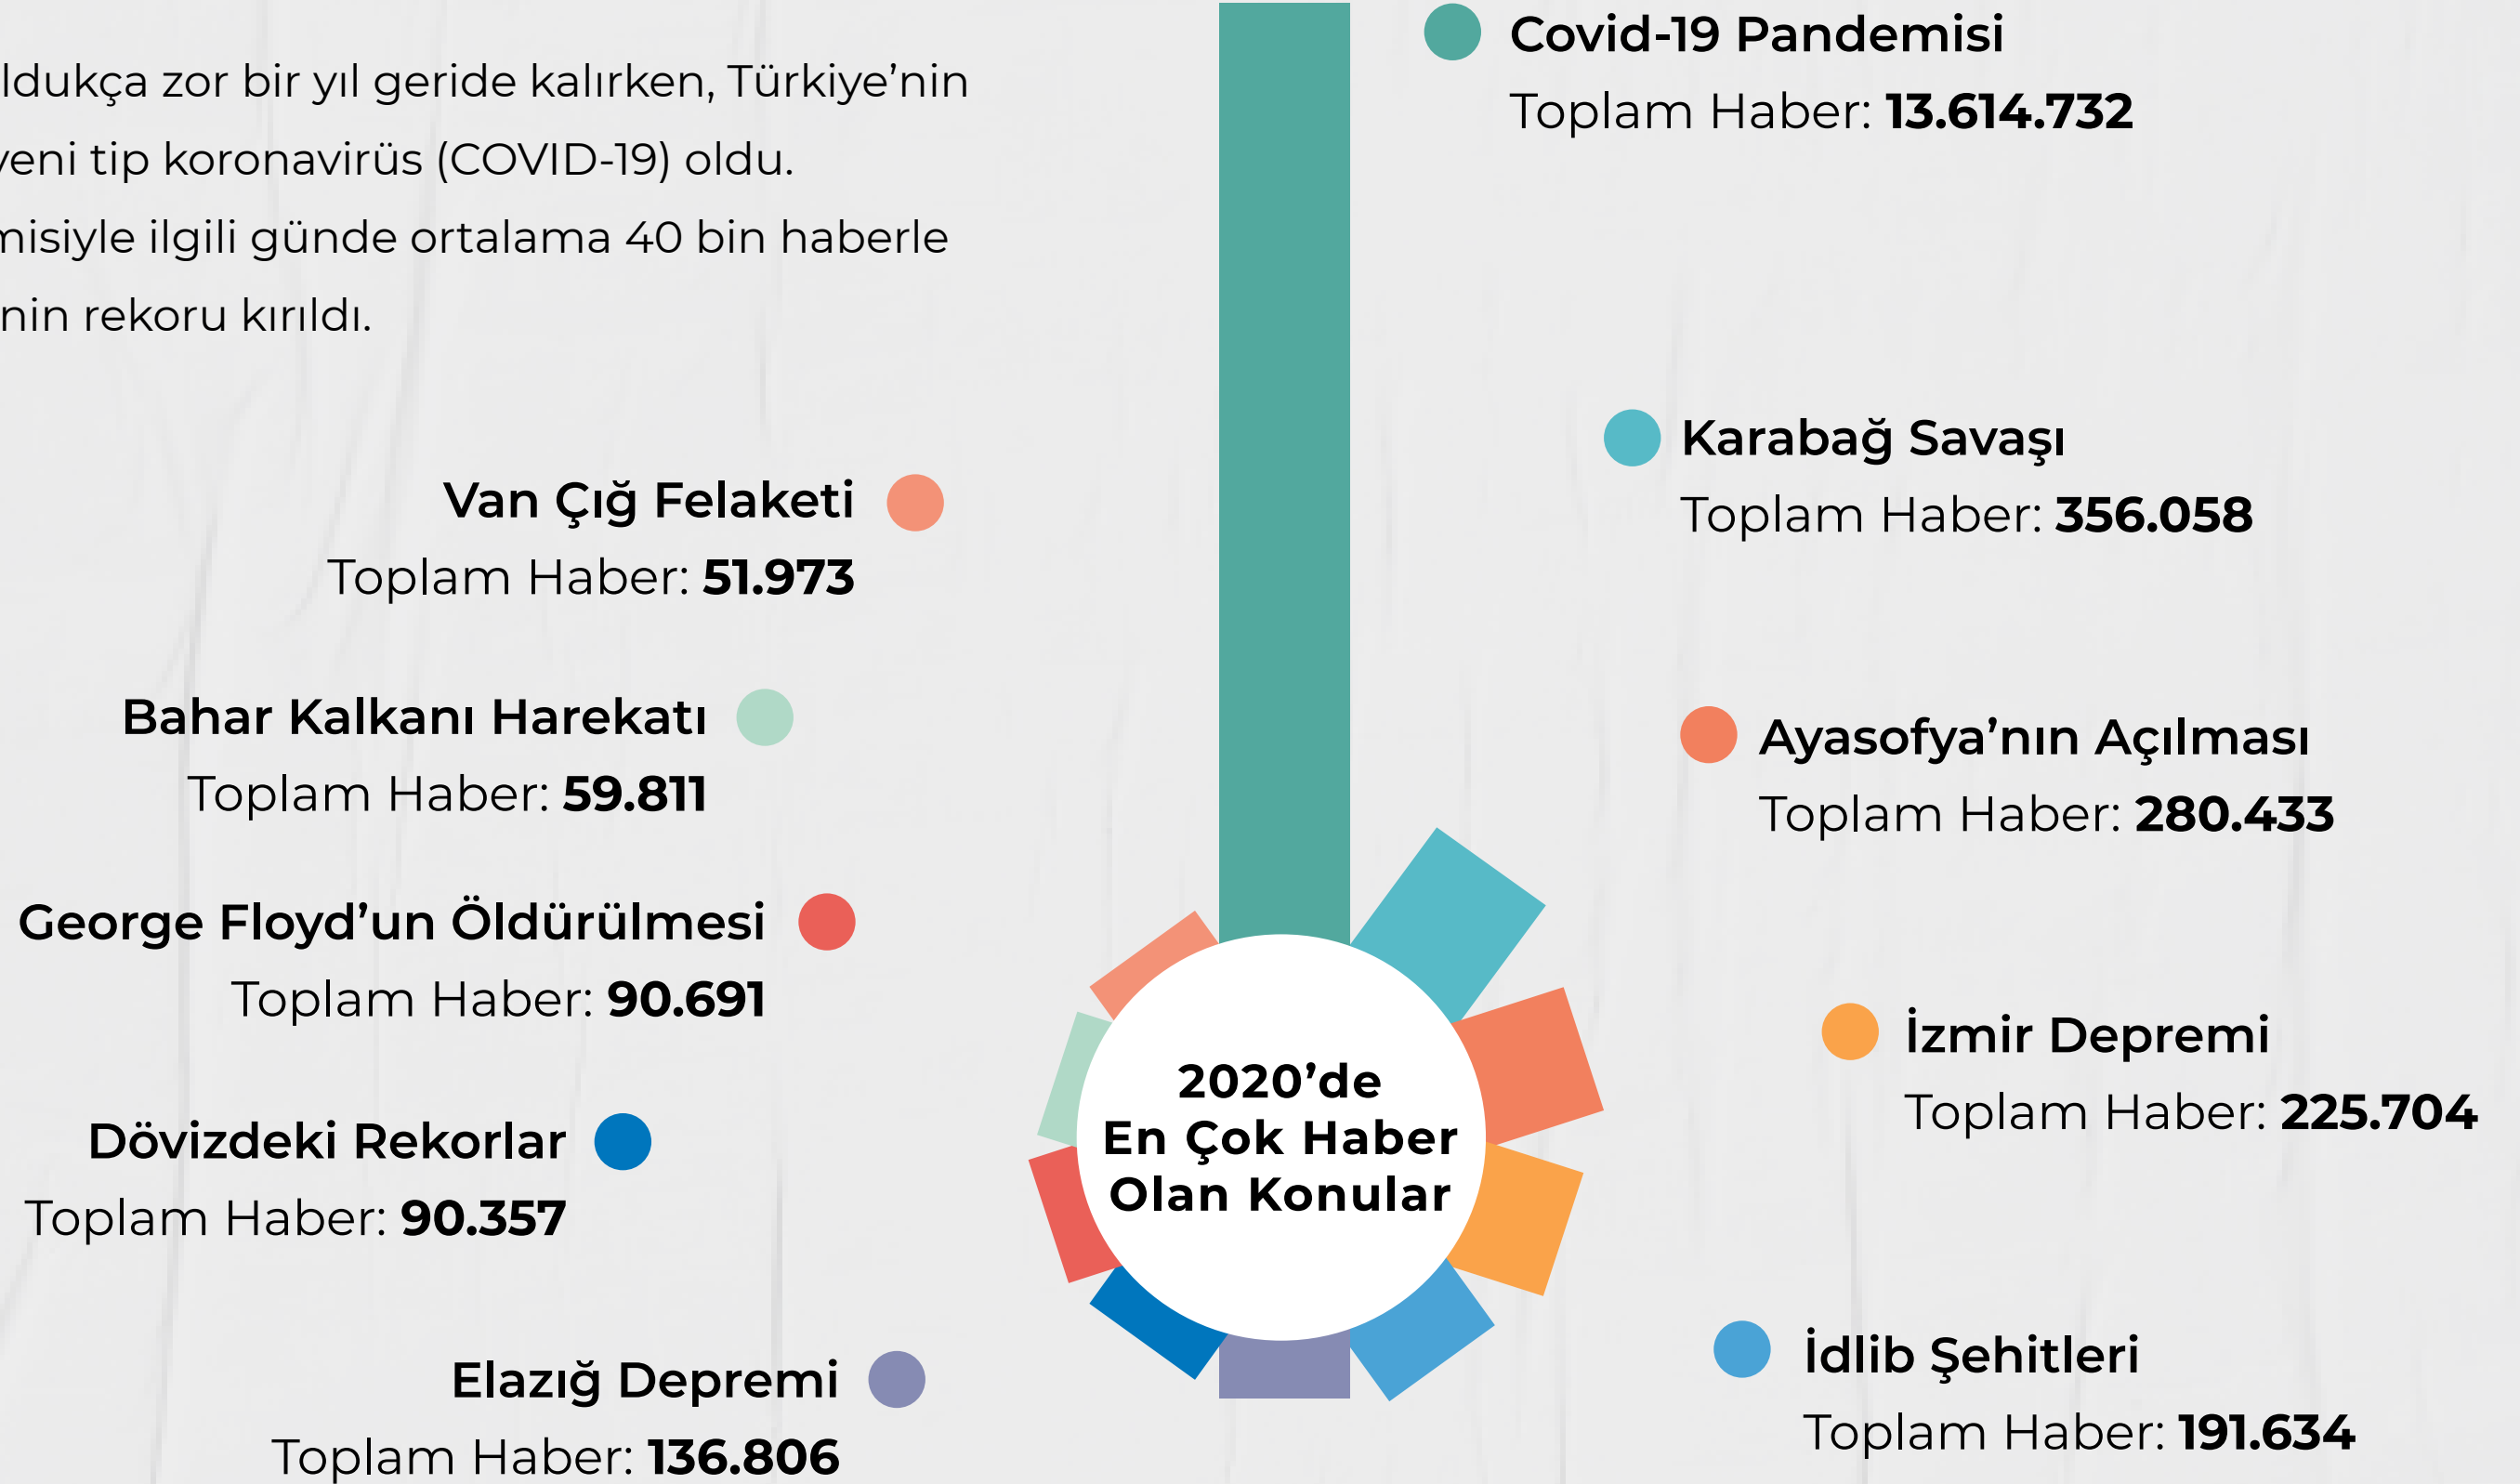 ldukça zor bir yıl geride kalırken, Türkiye’nin
yeni tip koronavirüs (COVID-19) oldu.
misiyle ilgili günde ortalama 40 bin haberle
nin rekoru kırıldı.
Covid-19 Pandemisi
Toplam Haber: 13.614.732
Karabağ Savaşı
Toplam Haber: 356.058
Ayasofya’nın Açılması
Toplam Haber: 280.433
İzmir Depremi
Toplam Haber: 225.704
İdlib Şehitleri
Toplam Haber: 191.634
Elazığ Depremi
Toplam Haber: 136.806
Dövizdeki Rekorlar
Toplam Haber: 90.357
George Floyd’un Öldürülmesi
Toplam Haber: 90.691
Bahar Kalkanı Harekatı
Toplam Haber: 59.811
Van Çığ Felaketi
Toplam Haber: 51.973
2020’de
En Çok Haber
Olan Konular